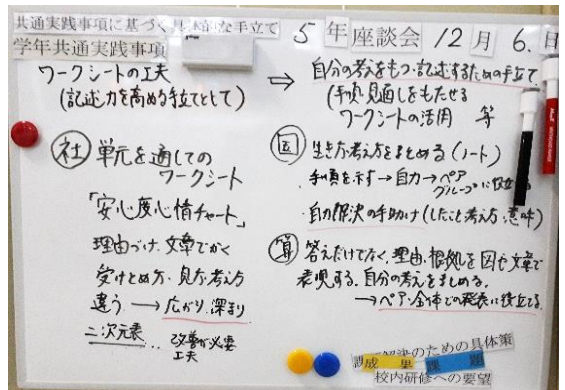 共通実践事項に基づく具体的な手立て
5年座談会 12月6日
学年共通実践事項
ワークシートの工夫
(記述力を高める手立てとして)
⇒ 自分の考えをもつ・記述するための手立て
(手順・見通しをもたせる
ワークシートの活用 等
社 単元を通しての
ワークシート
「安心度心情チャート」
理由づけ、文章でかく
受けとめ方・見方・考え方
違う → 広がり、深まり
二次元表… 改善が必要
工夫
国 生き方考え方をまとめる(ノート)
・手順を示す→自力→ペア
グループ
・自力解決の手助け(したこと考え方、意味)
算 答えだけでなく、理由、根拠を図や文章で
表現する、自分の考えをまとめる。
→ペア・全体での発表に役立てる
解決のための具体策
成果 課題
校内研修への要望